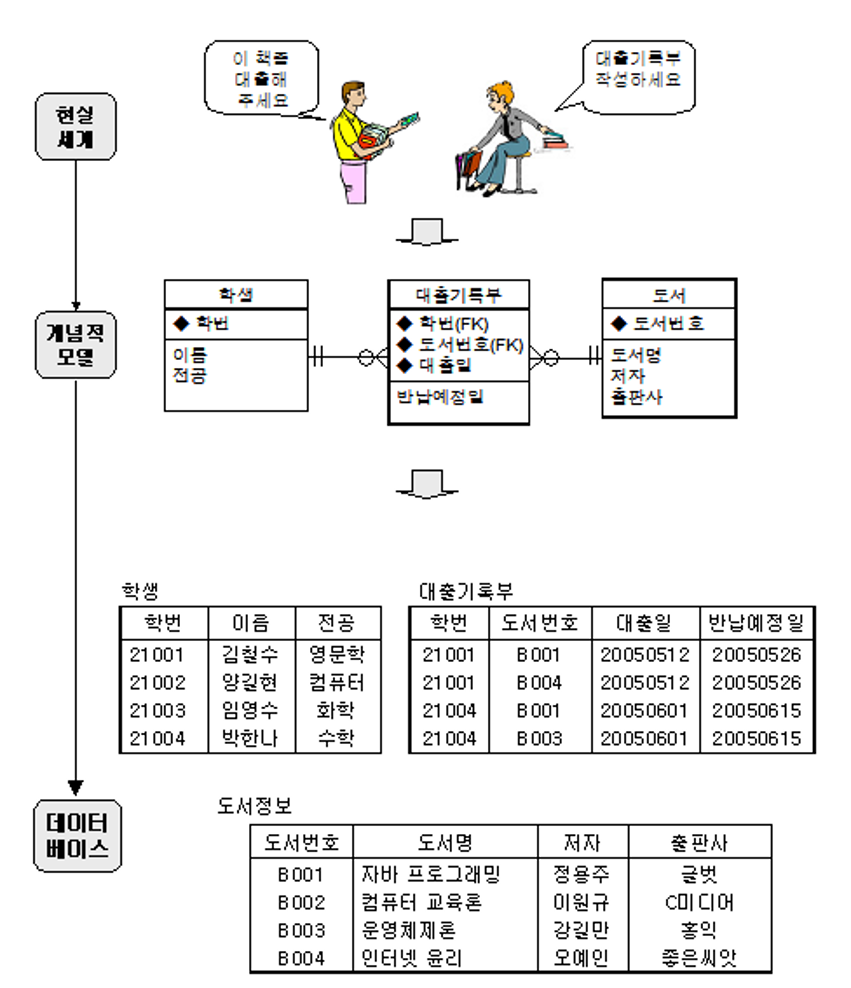 이 책좀
대출해
주세요
대출기록부
작성하세요
현실
세계
학생
◆ 학번
이름
전공
대출기록부
◆ 학번(FK)
◆ 도서번호(FK)
◆ 대출일
반납예정일
도서
◆ 도서번호
도서명
저자
출판사
개념적
모델
학생
학번 이름 전공
21001 김철수 영문학
21002 양길현 컴퓨터
21003 임영수 화학
21004 박한나 수학
대출기록부
학번 도서번호 대출일 반납예정일
21001 B001 20050512 20050526
21001 B004 20050512 20050526
21004 B001 20050601 20050615
21004 B003 20050601 20050615
데이터
베이스
도서정보
도서번호 도서명 저자 출판사
B001 자바 프로그래밍 정용주 글벗
B002 컴퓨터 교육론 이원규 C미디어
B003 운영체제론 강길만 홍익
B004 인터넷 윤리 오예인 좋은씨앗